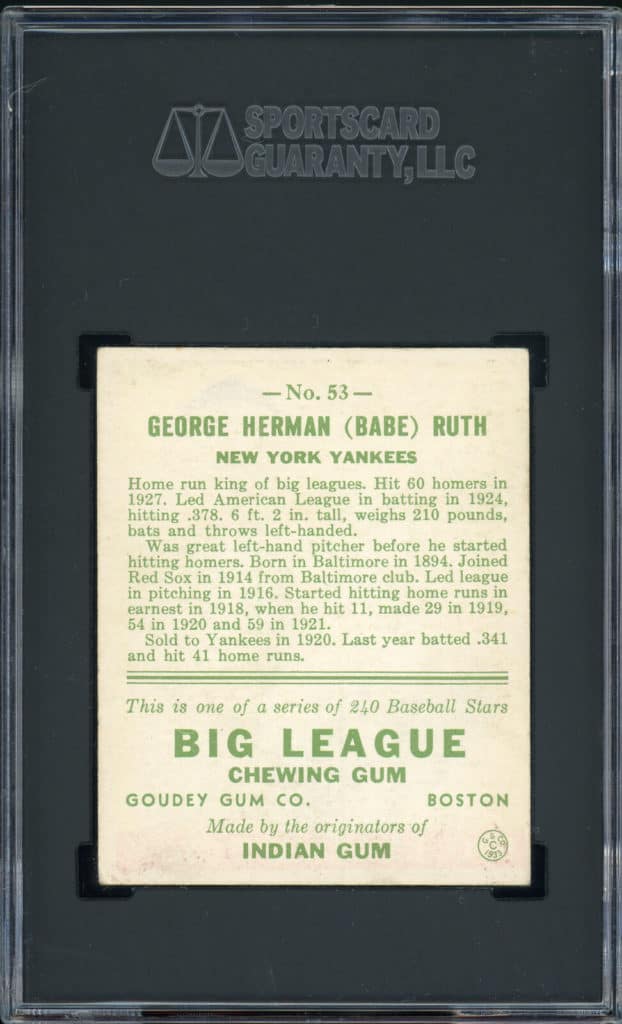 SPORTSCARD
GUARANTY, LLC
— No. 53 —
GEORGE HERMAN (BABE) RUTH
NEW YORK YANKEES
Home run king of big leagues. Hit 60 homers in
1927. Led American League in batting in 1924,
hitting .378. 6 ft. 2 in. tall, weighs 210 pounds,
bats and throws left-handed.
Was great left-hand pitcher before he started
hitting homers. Born in Baltimore in 1894. Joined
Red Sox in 1914 from Baltimore club. Led league
in pitching in 1916. Started hitting home runs in
earnest in 1918, when he hit 11, made 29 in 1919,
54 in 1920 and 59 in 1921.
Sold to Yankees in 1920. Last year batted .341
and hit 41 home runs.
This is one of a series of 240 Baseball Stars
BIG LEAGUE
CHEWING GUM
GOUDEY GUM CO. BOSTON
Made by the originators of
INDIAN GUM
G. G. CO.
C
1933